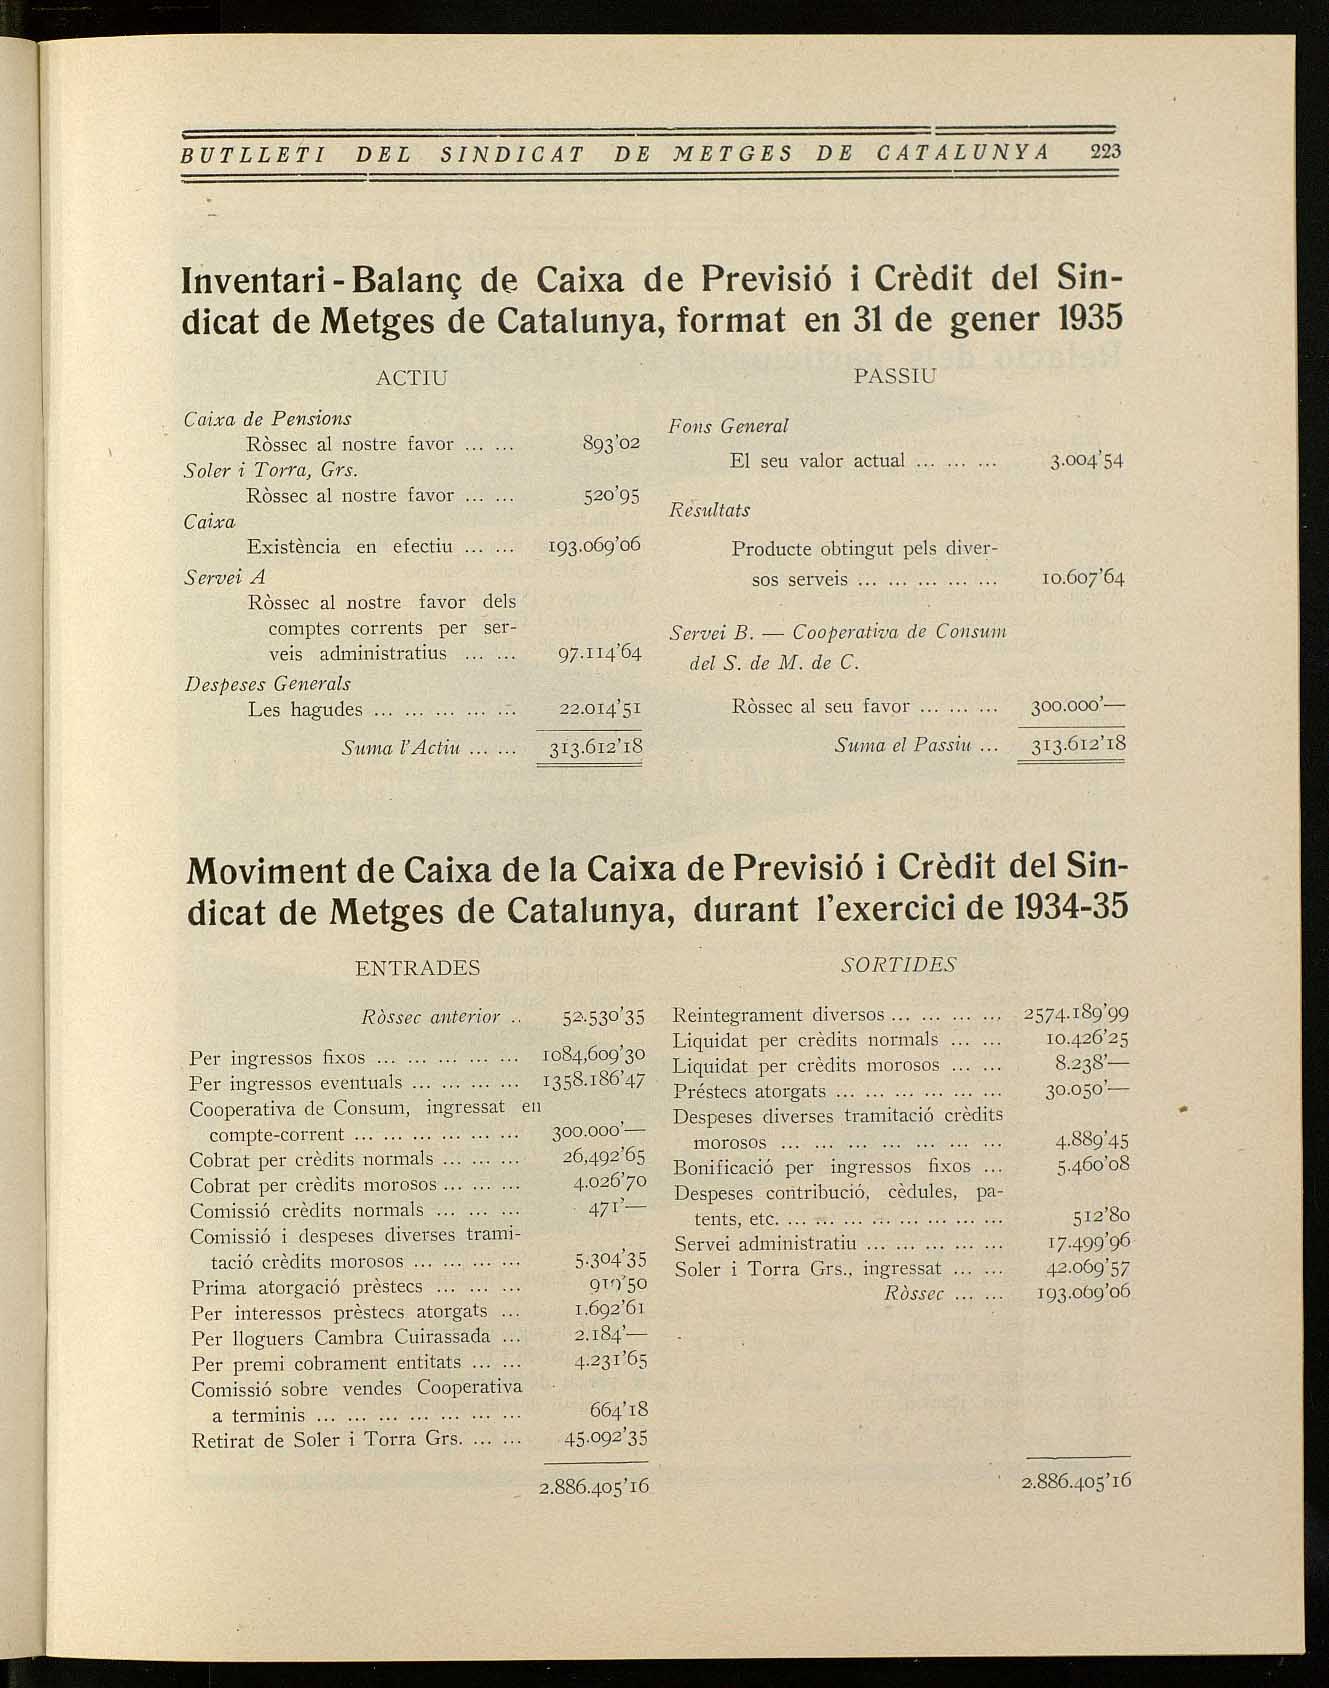 BUTLLETI DEL SINDICAT DE METGES DE CATALUNYA 223
Inventari - Balanç de Caixa de Previsió i Crèdit del Sin-
dicat de Metges de Catalunya, format en 31 de gener 1935
ACTIU
Caixa de Pensions
Ròssec al nostre favor ... ... 893'02
Soler i Torra, Grs.
Ròssec al nostre favor ... ... 520'95
Caixa
Existència en efectiu ... ... 193.069'06
Servei A
Ròssec al nostre favor dels
comptes corrents per ser-
veis administratius ... ... 97.114'64
Despeses Generals
Les hagudes ... ... ... ... ... 22.014'51
Suma l'Actiu ... ... 313.612'18
PASSIU
Fons General
El seu valor actual ... ... ... 3.004'54
Resultats
Producte obtingut pels diver-
sos serveis ... ... ... ... ... 10.607'64
Servei B. — Cooperativa de Consum
del S. de M. de C.
Ròssec al seu favor ... ... ... 300.000'—
Suma el Passiu ... 313.612'18
Moviment de Caixa de la Caixa de Previsió i Crèdit del Sin-
dicat de Metges de Catalunya, durant l'exercici de 1934-35
ENTRADES
Ròssec anterior .. 52.530'35
Per ingressos fixos ... ... ... ... ... 1084,609'30
Per ingressos eventuals ... ... ... ... 1358.186'47
Cooperativa de Consum, ingressat en
compte-corrent ... ... ... ... ... ... 300.000'—
Cobrat per crèdits normals ... ... ... 26,492'65
Cobrat per crèdits morosos ... ... ... 4.026'70
Comissió crèdits normals ... ... ... 471'—
Comissió i despeses diverses trami-
tació crèdits morosos ... ... ... ... 5.304'35
Prima atorgació prèstecs ... ... ...
Per interessos prèstecs atorgats ... 1.692'61
Per lloguers Cambra Cuirassada ... 2.184'—
Per premi cobrament entitats ... ... 4.231'65
Comissió sobre vendes Cooperativa
a terminis ... ... ... ... ... ... ... 664'18
Retirat de Soler i Torra Grs. ... ... 45.092'35
2.886.405'16
SORTIDES
Reintegrament diversos ... ... ... ... 2574.189'99
Liquidat per crèdits normals ... ... 10.426'25
Liquidat per crèdits morosos ... ... 8.238'—
Préstecs atorgats ... ... ... ... ... ... 30.050'—
Despeses diverses tramitació crèdits
morosos ... ... ... ... ... ... ... 4.889'45
Bonificació per ingressos fixos ... 5.460'08
Despeses contribució, cèdules, pa-
tents, etc. ... ... ... ... ... ... ... ... 512'80
Servei administratiu ... ... ... ... ... 17.499'96
Soler i Torra Grs., ingressat ... ... 42.069'57
Ròssec ... ... 193.069'06
2.886.405'16